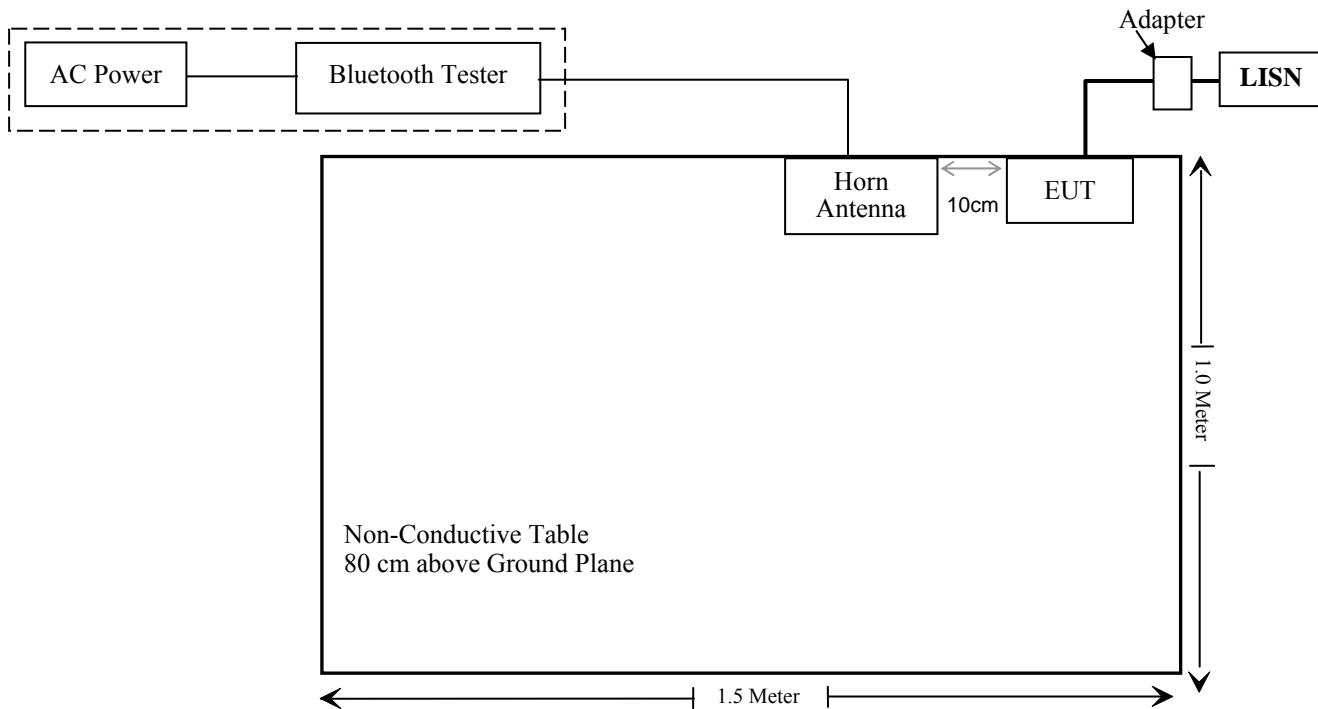 Adapter
AC Power
Bluetooth Tester
LISN
Horn
Antenna
10cm
EUT
1.0 Meter
Non-Conductive Table
80 cm above Ground Plane
1.5 Meter